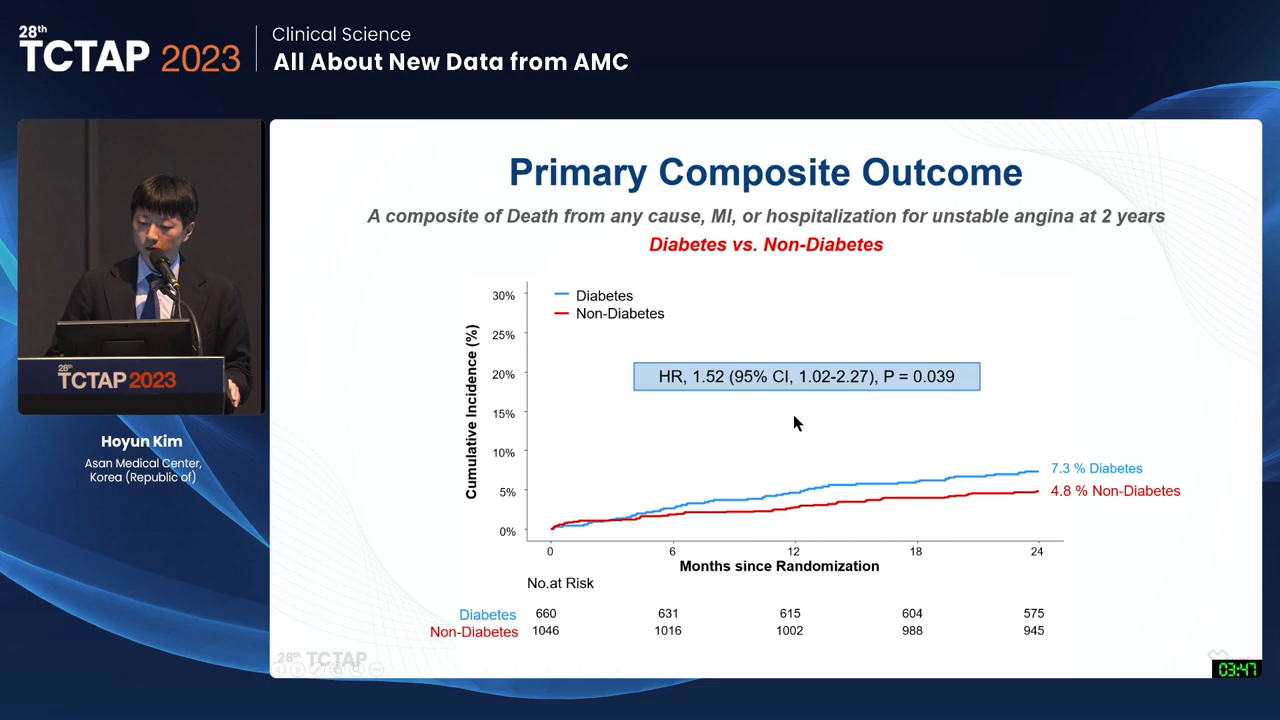 28th
TCTAP 2023
Clinical Science
All About New Data from AMC
28th
TCTAP 2023
Hoyun Kim
Asan Medical Center,
Korea (Republic of)
Primary Composite Outcome
A composite of Death from any cause, MI, or hospitalization for unstable angina at 2 years
Diabetes vs. Non-Diabetes
Cumulative Incidence (%)
30%
25%
20%
15%
10%
5%
0%
Diabetes
Non-Diabetes
HR, 1.52 (95% CI, 1.02-2.27), P = 0.039
7.3 % Diabetes
4.8 % Non-Diabetes
0 6 12 18 24
Months since Randomization
No.at Risk
Diabetes 660 631 615 604 575
Non-Diabetes 1046 1016 1002 988 945
28th TCTAP
03:47